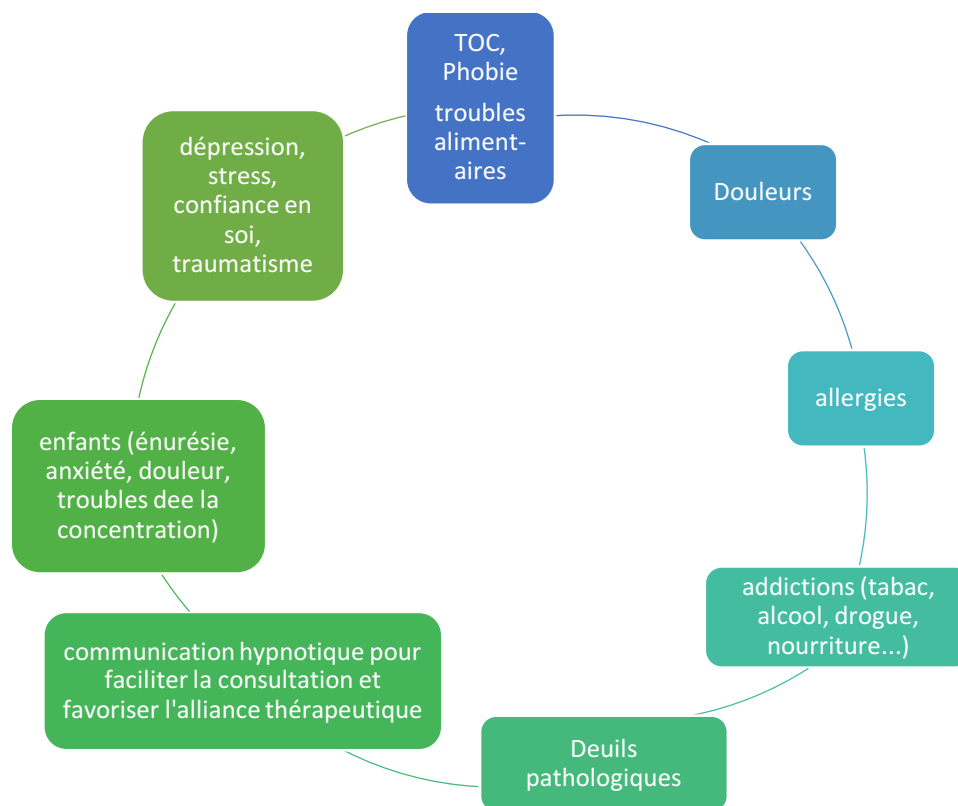 TOC,
Phobie
troubles
aliment-
aires
Douleurs
allergies
addictions (tabac,
alcool, drogue,
nourriture...)
Deuils
pathologiques
communication hypnotique pour
faciliter la consultation et
favoriser l'alliance thérapeutique
enfants (énurésie,
anxiété, douleur,
troubles dee la
concentration)
dépression,
stress,
confiance en
soi,
traumatisme